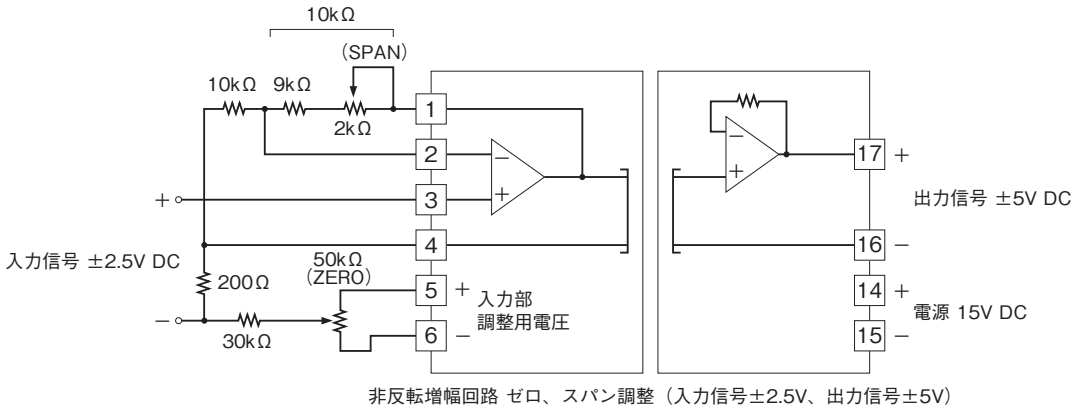 10kΩ
(SPAN)
10kΩ 9kΩ
2kΩ
1
2
3
4
5
6
−
+
+
入力信号 ±2.5V DC
−
200Ω
30kΩ
50kΩ
(ZERO)
+
−
入力部
調整用電圧
−
+
17 +
出力信号 ±5V DC
16 −
14 +
電源 15V DC
15 −
非反転増幅回路 ゼロ、スパン調整（入力信号±2.5V、出力信号±5V）